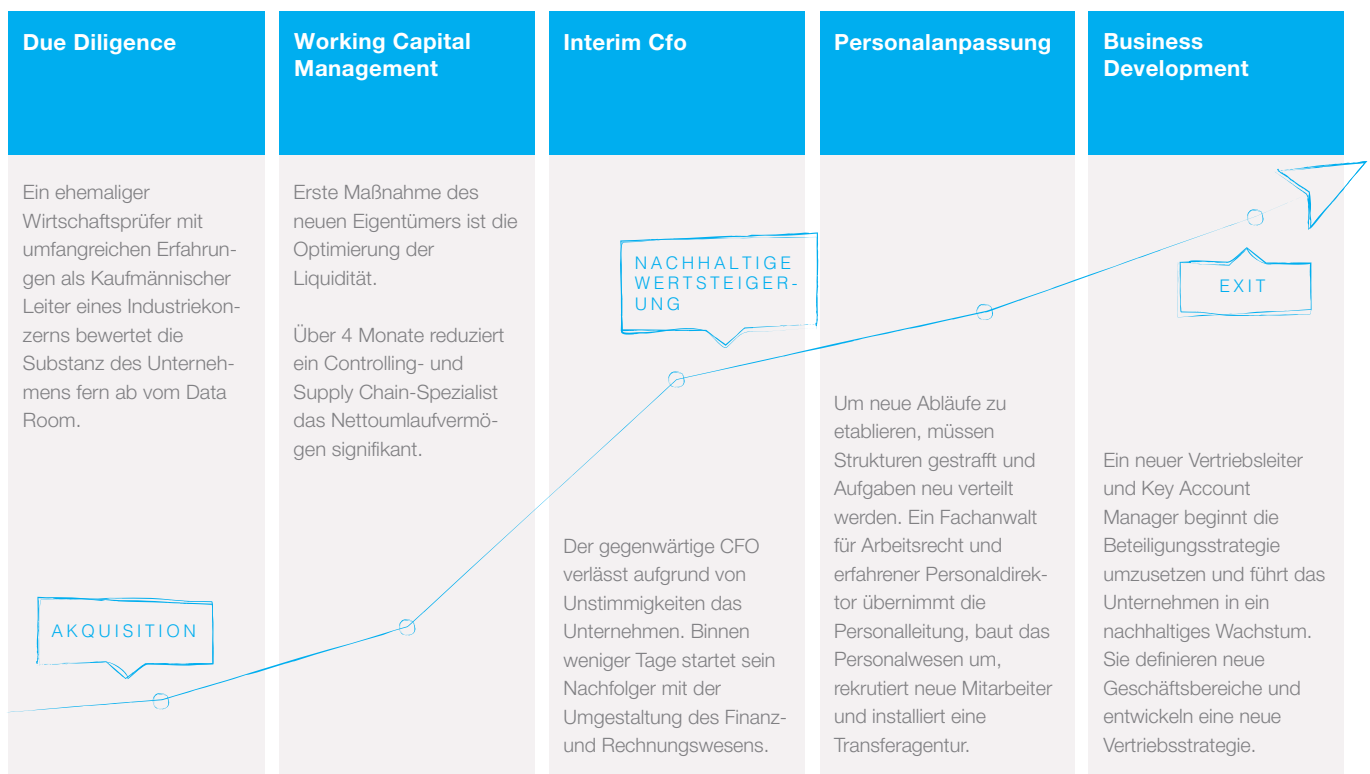 Due Diligence
Ein ehemaliger
Wirtschaftsprüfer mit
umfangreichen Erfahrun-
gen als Kaufmännischer
Leiter eines Industriekon-
zerns bewertet die
Substanz des Unterneh-
mens fern ab vom Data
Room.
AKQUISITION
Working Capital
Management
Erste Maßnahme des
neuen Eigentümers ist die
Optimierung der
Liquidität.
Über 4 Monate reduziert
ein Controlling- und
Supply Chain-Spezialist
das Nettoumlaufvermö-
gen signifikant.
Interim Cfo
NACHHALTIGE
WERTSTEIGER-
UNG
Der gegenwärtige CFO
verlässt aufgrund von
Unstimmigkeiten das
Unternehmen. Binnen
weniger Tage startet sein
Nachfolger mit der
Umgestaltung des Finanz-
und Rechnungswesens.
Personalanpassung
Um neue Abläufe zu
etablieren, müssen
Strukturen gestrafft und
Aufgaben neu verteilt
werden. Ein Fachanwalt
für Arbeitsrecht und
erfahrener Personaldirek-
tor übernimmt die
Personalleitung, baut das
Personalwesen um,
rekrutiert neue Mitarbeiter
und installiert eine
Transferagentur.
Business
Development
EXIT
Ein neuer Vertriebsleiter
und Key Account
Manager beginnt die
Beteiligungsstrategie
umzusetzen und führt das
Unternehmen in ein
nachhaltiges Wachstum.
Sie definieren neue
Geschäftsbereiche und
entwickeln eine neue
Vertriebsstrategie.